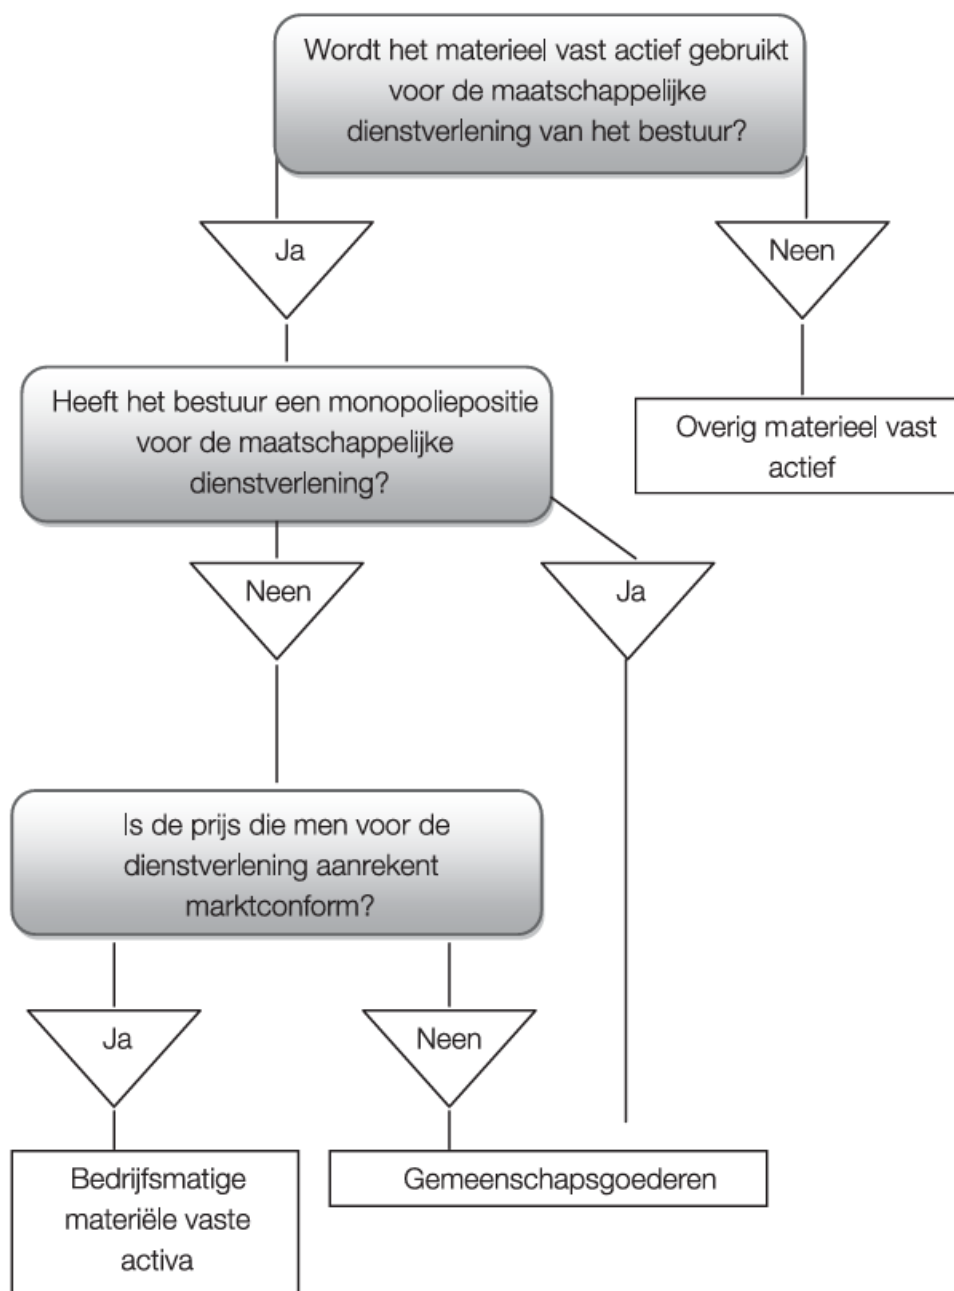 Wordt het materieel vast actief gebruikt
voor de maatschappelijke
dienstverlening van het bestuur?
Ja
Neen
Heeft het bestuur een monopoliepositie
voor de maatschappelijke
dienstverlening?
Overig materieel vast
actief
Neen
Ja
Is de prijs die men voor de
dienstverlening aanrekent
marktconform?
Ja
Neen
Bedrijfsmatige
materiële vaste
activa
Gemeenschapsgoederen